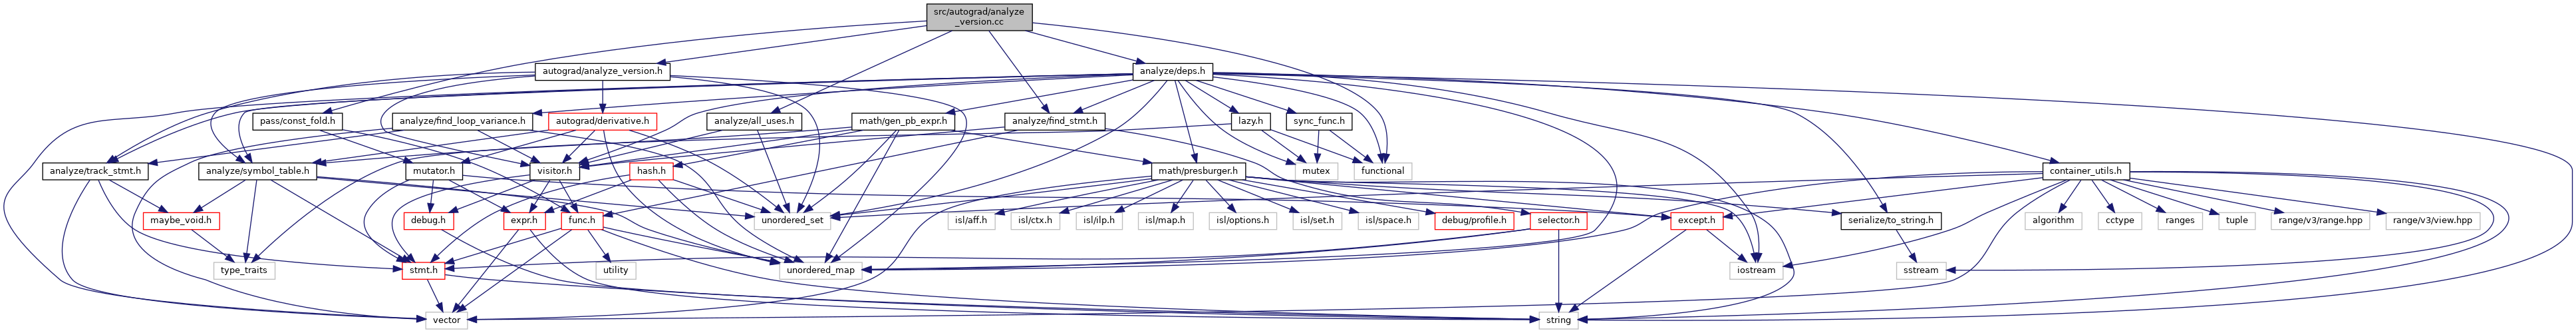 src/autograd/analyze
_version.cc
autograd/analyze_version.h
analyze/deps.h
pass/const_fold.h
analyze/find_loop_variance.h
autograd/derivative.h
analyze/all_uses.h
math/gen_pb_expr.h
analyze/find_stmt.h
lazy.h
sync_func.h
analyze/track_stmt.h
analyze/symbol_table.h
mutator.h
visitor.h
hash.h
math/presburger.h
mutex
functional
container_utils.h
maybe_void.h
debug.h
expr.h
func.h
unordered_set
isl/aff.h
isl/ctx.h
isl/ilp.h
isl/map.h
isl/options.h
isl/set.h
isl/space.h
debug/profile.h
selector.h
except.h
serialize/to_string.h
algorithm
cctype
ranges
tuple
range/v3/range.hpp
range/v3/view.hpp
type_traits
stmt.h
utility
unordered_map
iostream
sstream
vector
string